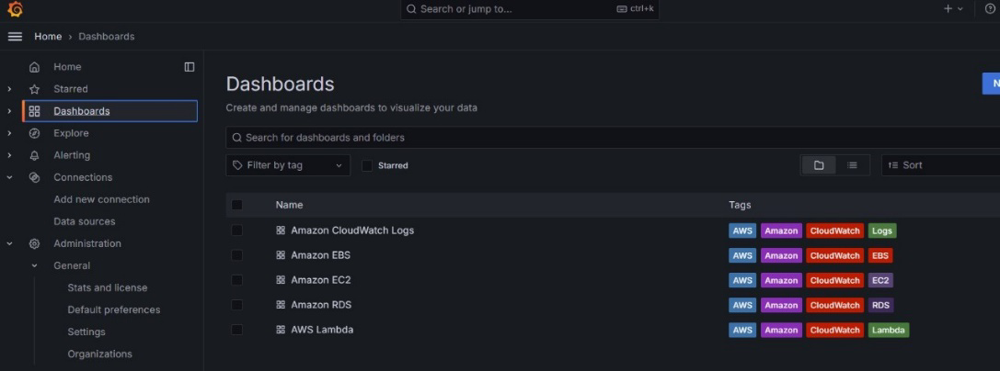 Search or jump to... ctrl+k
Home > Dashboards
Home
Starred
Dashboards
Explore
Alerting
Connections
Add new connection
Data sources
Administration
General
Stats and license
Default preferences
Settings
Organizations
Dashboards
N
Create and manage dashboards to visualize your data
Search for dashboards and folders
Filter by tag Starred Sort
Name Tags
Amazon CloudWatch Logs AWS Amazon CloudWatch Logs
Amazon EBS AWS Amazon CloudWatch EBS
Amazon EC2 AWS Amazon CloudWatch EC2
Amazon RDS AWS Amazon CloudWatch RDS
AWS Lambda AWS Amazon CloudWatch Lambda